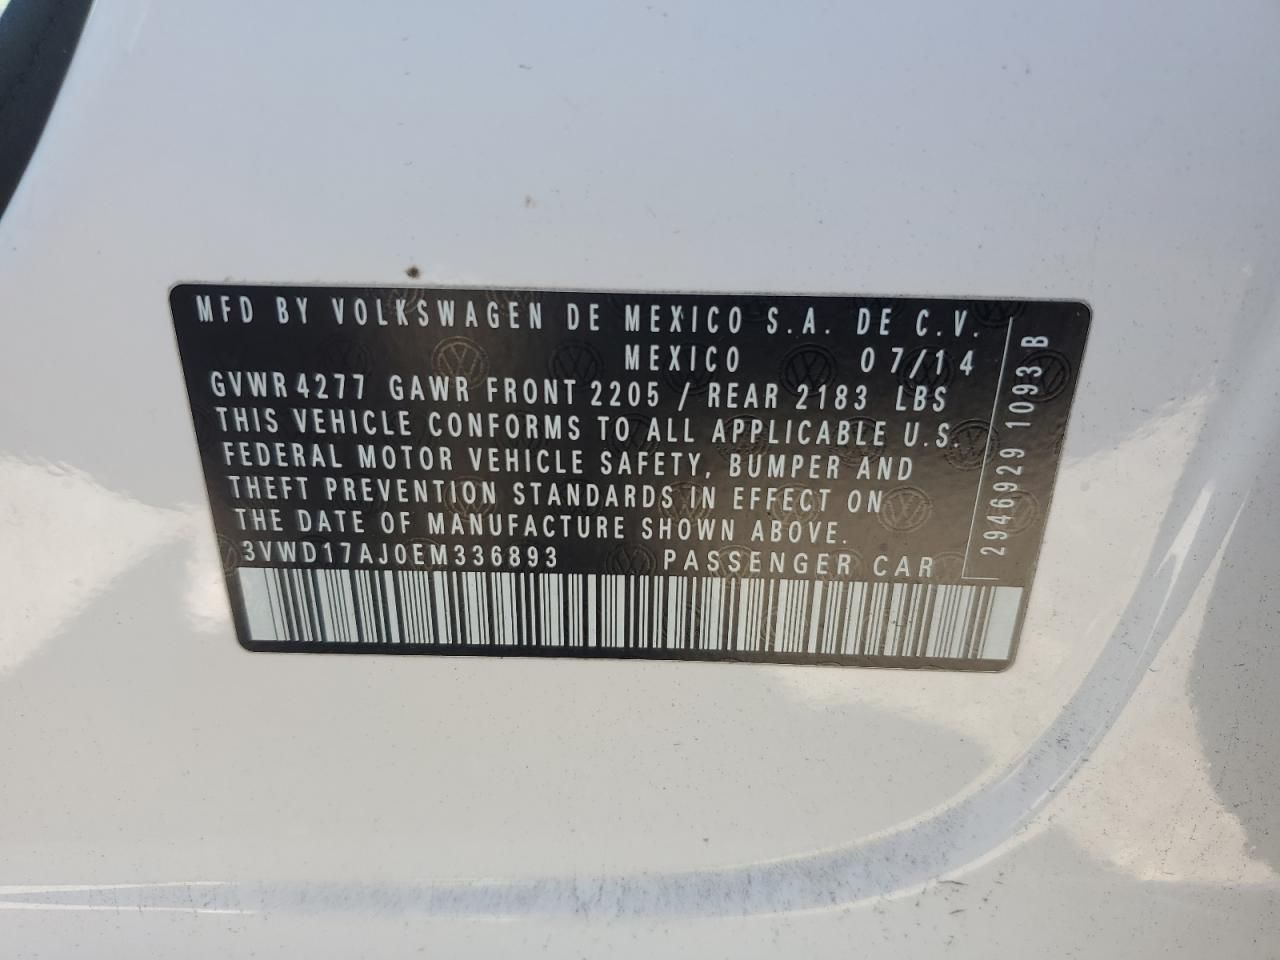 MFD BY VOLKSWAGEN DE MEXICO S.A. DE C.V.
MEXICO 07/14
GVWR 4277 GAWR FRONT 2205 / REAR 2183 LBS
THIS VEHICLE CONFORMS TO ALL APPLICABLE U.S.
FEDERAL MOTOR VEHICLE SAFETY, BUMPER AND
THEFT PREVENTION STANDARDS IN EFFECT ON
THE DATE OF MANUFACTURE SHOWN ABOVE.
3VWD17AJ0EM336893 PASSENGER CAR
2946929 1093 B